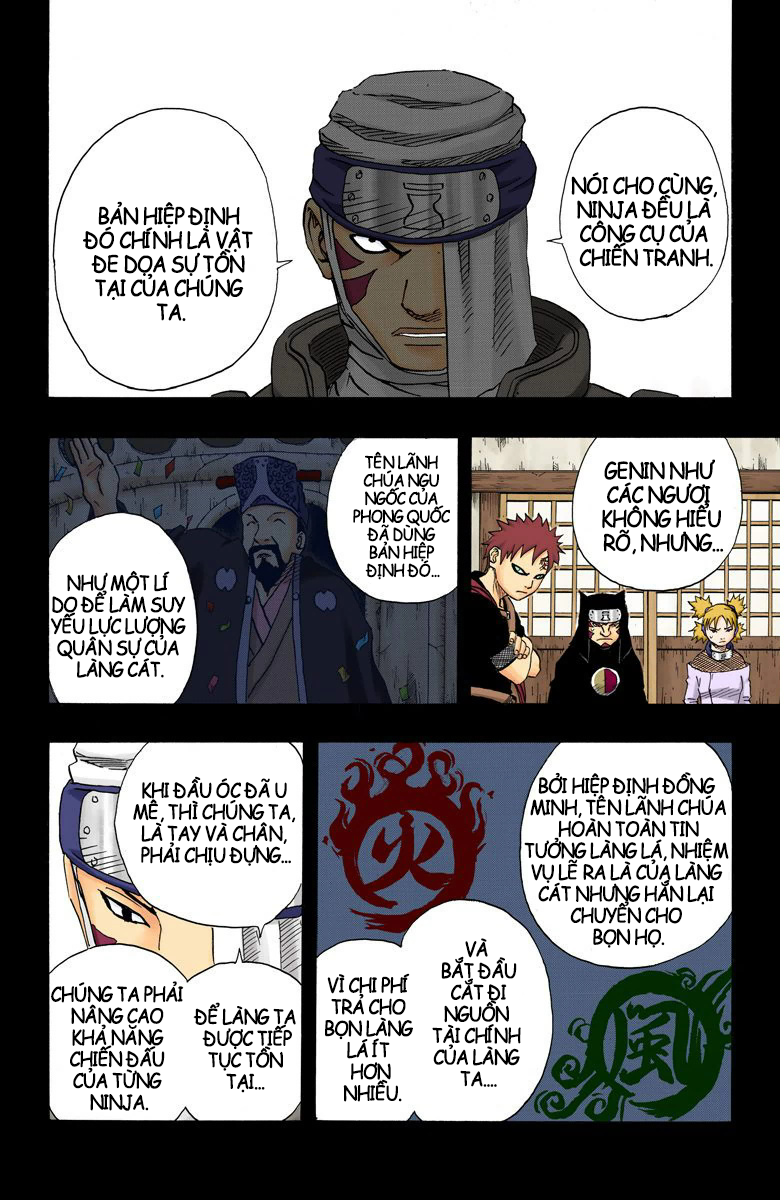 NÓI CHO CÙNG,
NINJA ĐỀU LÀ
CÔNG CỤ CỦA
CHIẾN TRANH.
BẢN HIỆP ĐỊNH
ĐÓ CHÍNH LÀ VẬT
ĐE DỌA SỰ TỒN
TẠI CỦA CHÚNG
TA.
GENIN NHƯ
CÁC NGƯƠI
KHÔNG HIỂU
RÕ, NHƯNG...
TÊN LÃNH
CHÚA NGU
NGỐC CỦA
PHONG QUỐC
ĐÃ DÙNG
BẢN HIỆP
ĐỊNH ĐÓ...
NHƯ MỘT LÍ
DO ĐỂ LÀM SUY
YẾU LỰC LƯỢNG
QUÂN SỰ CỦA
LÀNG CÁT.
BỞI HIỆP ĐỊNH ĐỒNG
MINH, TÊN LÃNH CHÚA
HOÀN TOÀN TIN
TƯỞNG LÀNG LÁ, NHIỆM
VỤ LẼ RA LÀ CỦA LÀNG
CÁT NHƯNG HẮN LẠI
CHUYỂN CHO
BỌN HỌ.
火
風
VÀ
BẮT ĐẦU
CẮT ĐI
NGUỒN
TÀI CHÍNH
CỦA LÀNG
TA....
VÌ CHI PHÍ
TRẢ CHO
BỌN LÀNG
LÁ ÍT
HƠN
NHIỀU.
KHI ĐẦU ÓC ĐÃ U
MÊ, THÌ CHÚNG TA,
LÀ TAY VÀ CHÂN,
PHẢI CHỊU ĐỰNG...
ĐỂ LÀNG TA
ĐƯỢC TIẾP
TỤC TỒN
TẠI...
CHÚNG TA PHẢI
NÂNG CAO
KHẢ NĂNG
CHIẾN ĐẤU
CỦA TỪNG
NINJA.